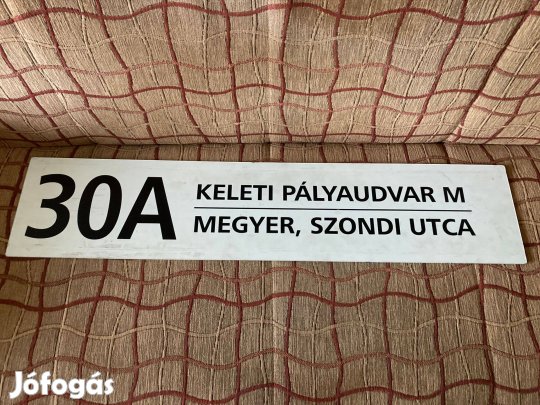 30A
KELETI PÁLYAUDVAR M
MEGYER, SZONDI UTCA
Jófogás